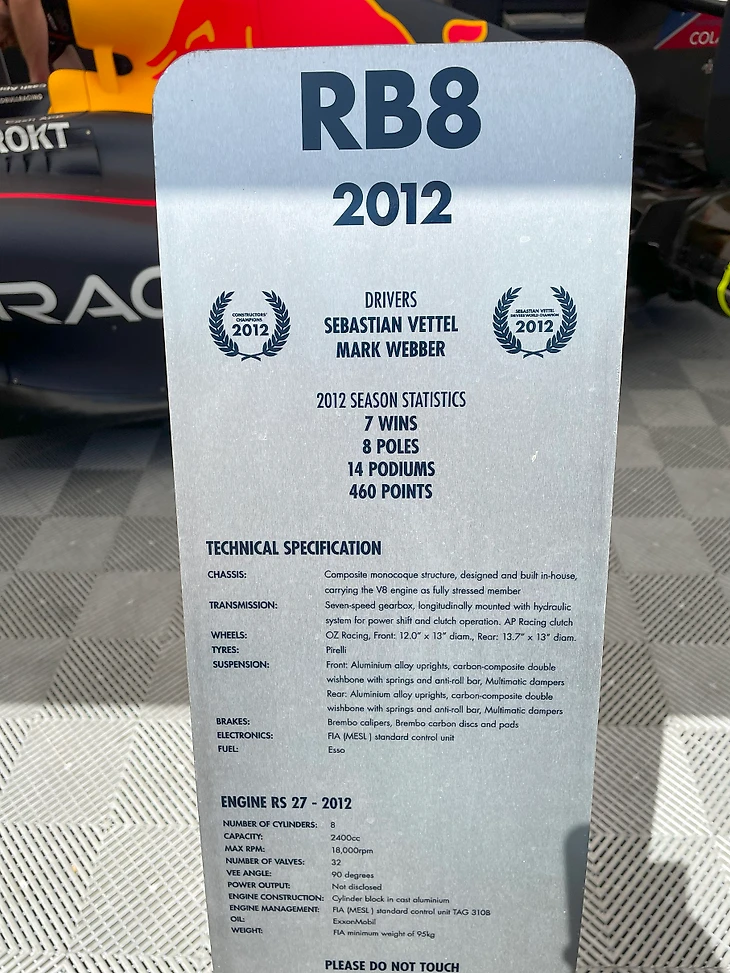 COL
ROKT
RAC
RB8
2012
CONSTRUCTORS'
CHAMPIONS
2012
DRIVERS
SEBASTIAN VETTEL
MARK WEBBER
SEBASTIAN VETTEL
DRIVERS WORLD CHAMPION
2012
2012 SEASON STATISTICS
7 WINS
8 POLES
14 PODIUMS
460 POINTS
TECHNICAL SPECIFICATION
CHASSIS: Composite monocoque structure, designed and built in-house,
carrying the V8 engine as fully stressed member
TRANSMISSION: Seven-speed gearbox, longitudinally mounted with hydraulic
system for power shift and clutch operation. AP Racing clutch
WHEELS: OZ Racing, Front: 12.0" x 13" diam., Rear: 13.7" x 13" diam.
TYRES: Pirelli
SUSPENSION: Front: Aluminium alloy uprights, carbon-composite double
wishbone with springs and anti-roll bar, Multimatic dampers
Rear: Aluminium alloy uprights, carbon-composite double
wishbone with springs and anti-roll bar, Multimatic dampers
BRAKES: Brembo calipers, Brembo carbon discs and pads
ELECTRONICS: FIA (MESL ) standard control unit
FUEL: Esso
ENGINE RS 27 - 2012
NUMBER OF CYLINDERS: 8
CAPACITY: 2400cc
MAX RPM: 18,000rpm
NUMBER OF VALVES: 32
VEE ANGLE: 90 degrees
POWER OUTPUT: Not disclosed
ENGINE CONSTRUCTION: Cylinder block in cast aluminium
ENGINE MANAGEMENT: FIA (MESL ) standard control unit TAG 310B
OIL: ExxonMobil
WEIGHT: FIA minimum weight of 95kg
PLEASE DO NOT TOUCH